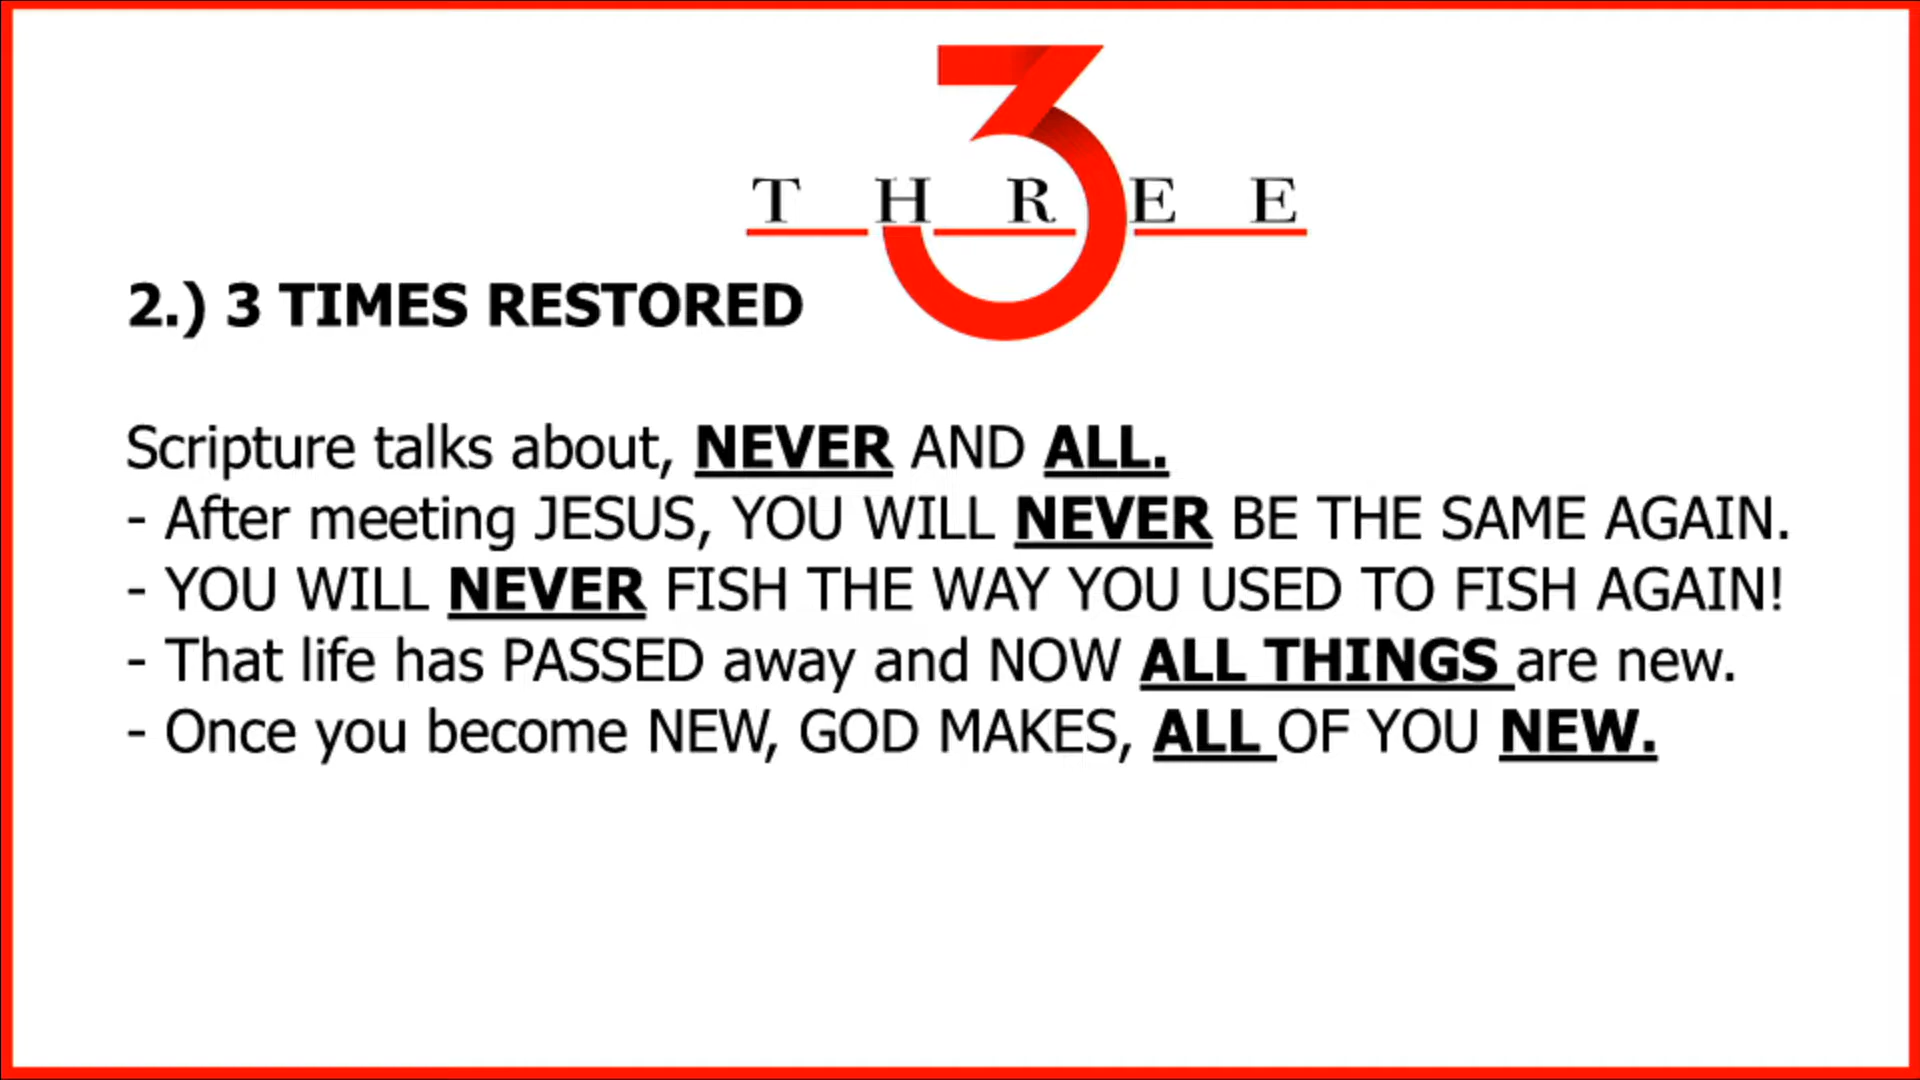 3
THREE
2.) 3 TIMES RESTORED
Scripture talks about, NEVER AND ALL.
- After meeting JESUS, YOU WILL NEVER BE THE SAME AGAIN.
- YOU WILL NEVER FISH THE WAY YOU USED TO FISH AGAIN!
- That life has PASSED away and NOW ALL THINGS are new.
- Once you become NEW, GOD MAKES, ALL OF YOU NEW.